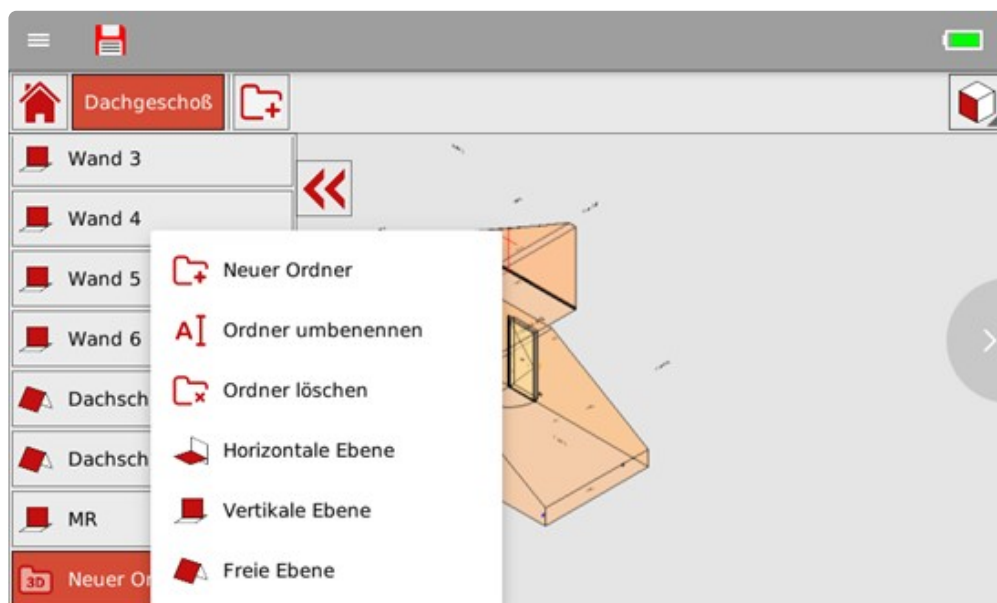 Dachgeschoß
Wand 3
Wand 4
Wand 5
Wand 6
Dachsch
Dachsch
MR
3D Neuer Or
Neuer Ordner
Ordner umbenennen
Ordner löschen
Horizontale Ebene
Vertikale Ebene
Freie Ebene